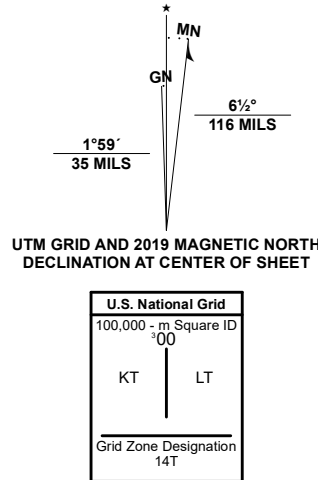 ★
MN
GN
6½°
116 MILS
1°59´
35 MILS
UTM GRID AND 2019 MAGNETIC NORTH
DECLINATION AT CENTER OF SHEET
U.S. National Grid
100,000 - m Square ID
³00
KT LT
Grid Zone Designation
14T